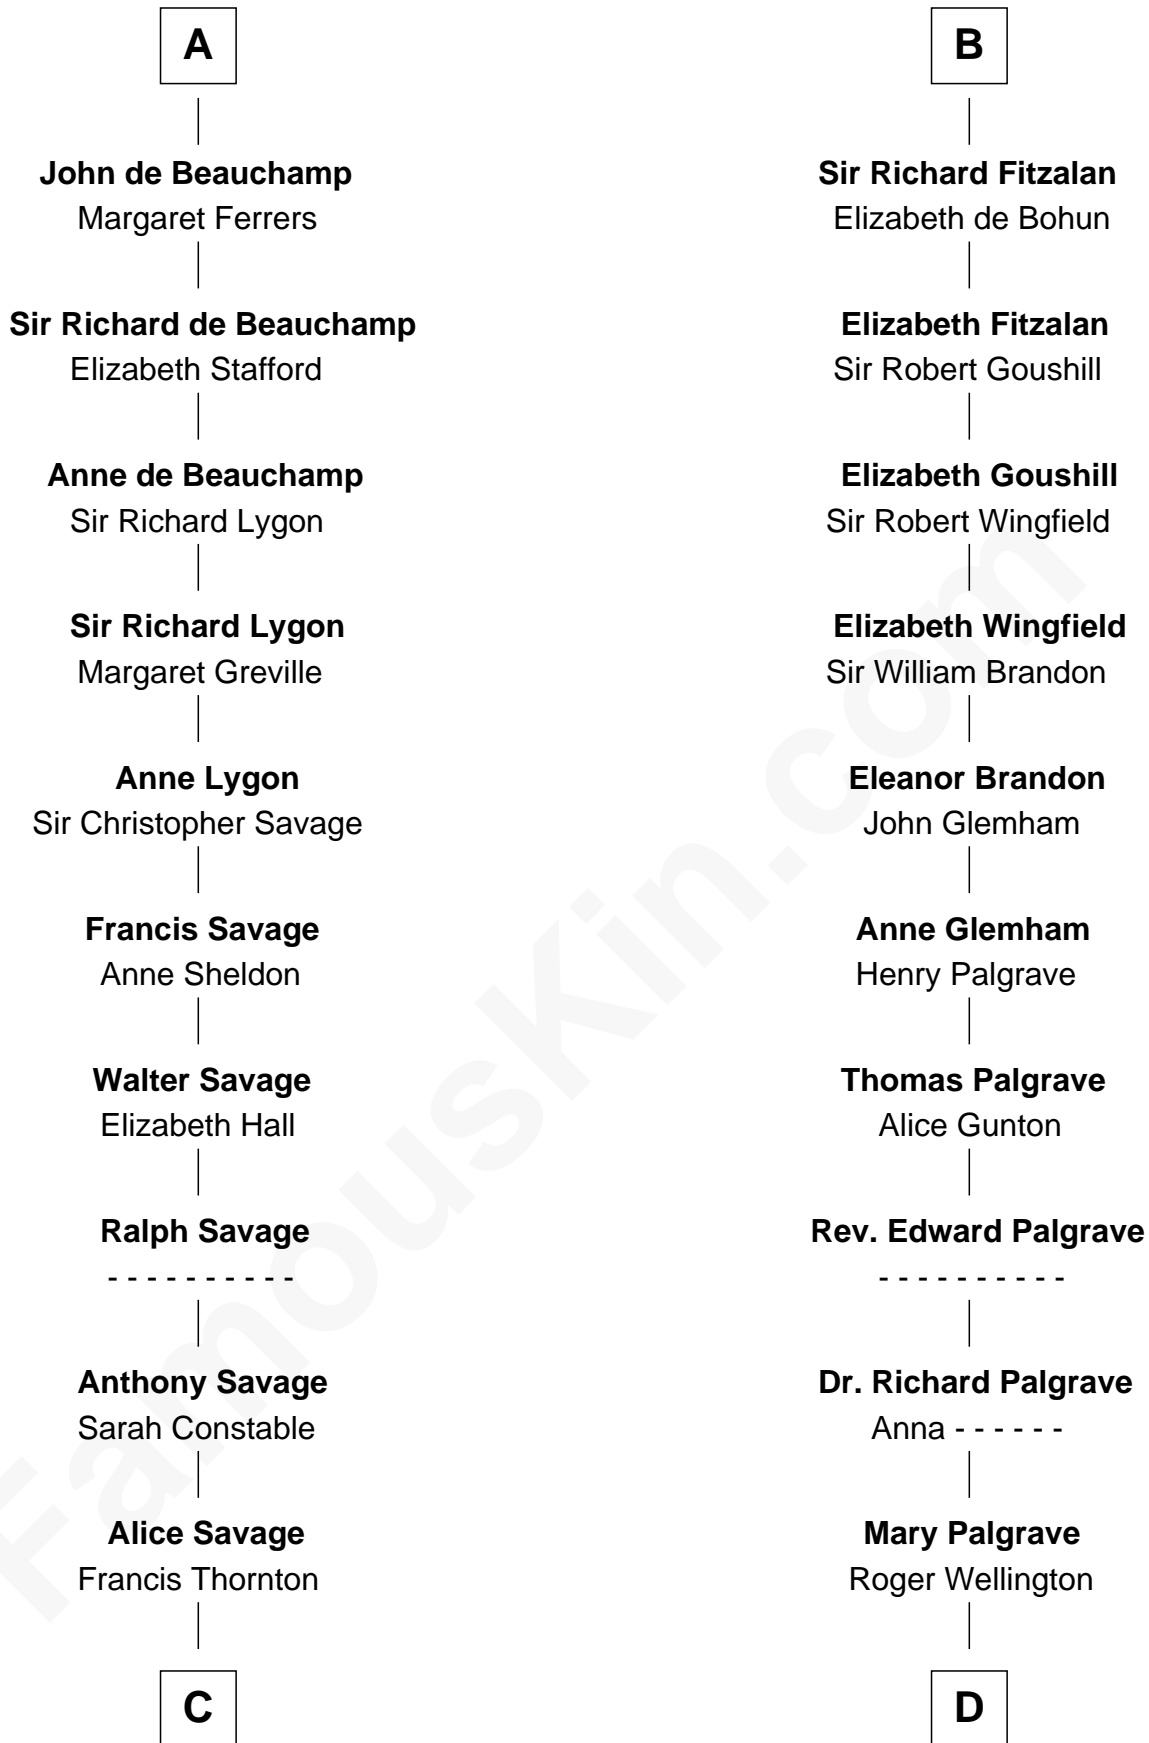 A
John de Beauchamp
Margaret Ferrers
Sir Richard de Beauchamp
Elizabeth Stafford
Anne de Beauchamp
Sir Richard Lygon
Sir Richard Lygon
Margaret Greville
Anne Lygon
Sir Christopher Savage
Francis Savage
Anne Sheldon
Walter Savage
Elizabeth Hall
Ralph Savage
- - - - - - - - - -
Anthony Savage
Sarah Constable
Alice Savage
Francis Thornton
C
B
Sir Richard Fitzalan
Elizabeth de Bohun
Elizabeth Fitzalan
Sir Robert Goushill
Elizabeth Goushill
Sir Robert Wingfield
Elizabeth Wingfield
Sir William Brandon
Eleanor Brandon
John Glemham
Anne Glemham
Henry Palgrave
Thomas Palgrave
Alice Gunton
Rev. Edward Palgrave
- - - - - - - - - -
Dr. Richard Palgrave
Anna - - - - - -
Mary Palgrave
Roger Wellington
D
FamousKin.com